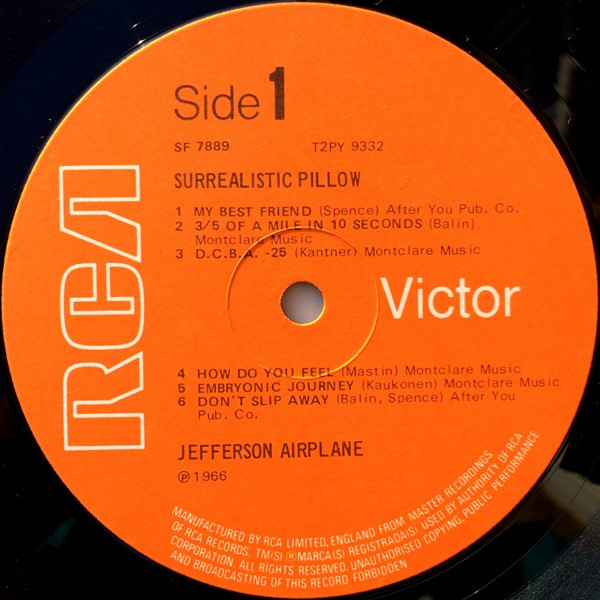 Side 1
SF 7889 T2PY 9332
SURREALISTIC PILLOW
1 MY BEST FRIEND (Spence) After You Pub. Co.
2 3/5 OF A MILE IN 10 SECONDS (Balin)
Montclare Music
3 D.C.B.A. -25 (Kantner) Montclare Music
RCA
Victor
4 HOW DO YOU FEEL (Mastin) Montclare Music
5 EMBRYONIC JOURNEY (Kaukonen) Montclare Music
6 DON'T SLIP AWAY (Balin, Spence) After You
Pub. Co.
JEFFERSON AIRPLANE
℗ 1966
MANUFACTURED BY RCA LIMITED, ENGLAND FROM MASTER RECORDINGS
OF RCA RECORDS. TM(S) ® MARCA(S) REGISTRADA(S) USED BY AUTHORITY OF RCA
CORPORATION. ALL RIGHTS RESERVED. UNAUTHORISED COPYING, PUBLIC PERFORMANCE
AND BROADCASTING OF THIS RECORD FORBIDDEN